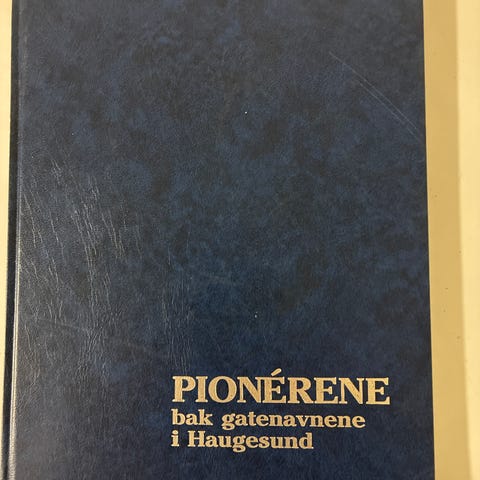 PIONÉRENE
bak gatenavnene
i Haugesund